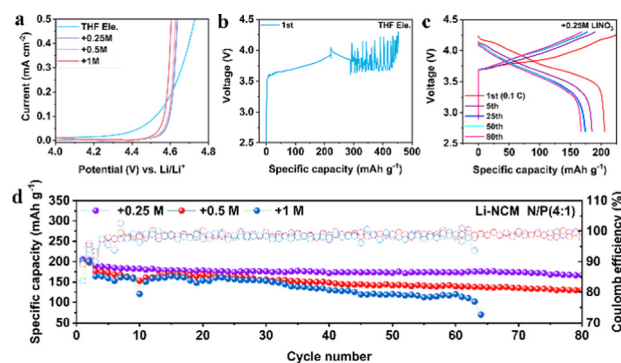 a
0.5
0.4
0.3
0.2
0.1
0.0
THF Ele.
+0.25M
+0.5M
+1M
Current (mA cm⁻²)
4.0 4.2 4.4 4.6 4.8
Potential (V) vs. Li/Li⁺
b
4.5
4.0
3.5
3.0
2.5
1st
THF Ele.
Voltage (V)
0 100 200 300 400 500
Specific capacity (mAh g⁻¹)
c
4.5
4.0
3.5
3.0
2.5
+0.25M LiNO₃
1st (0.1 C)
5th
25th
50th
80th
Voltage (V)
0 50 100 150 200
Specific capacity (mAh g⁻¹)
d
350
300
250
200
150
100
50
+0.25 M +0.5 M +1 M
Li-NCM N/P(4:1)
110
100
90
80
70
Specific capacity (mAh g⁻¹)
Coulomb efficiency (%)
0 10 20 30 40 50 60 70 80
Cycle number